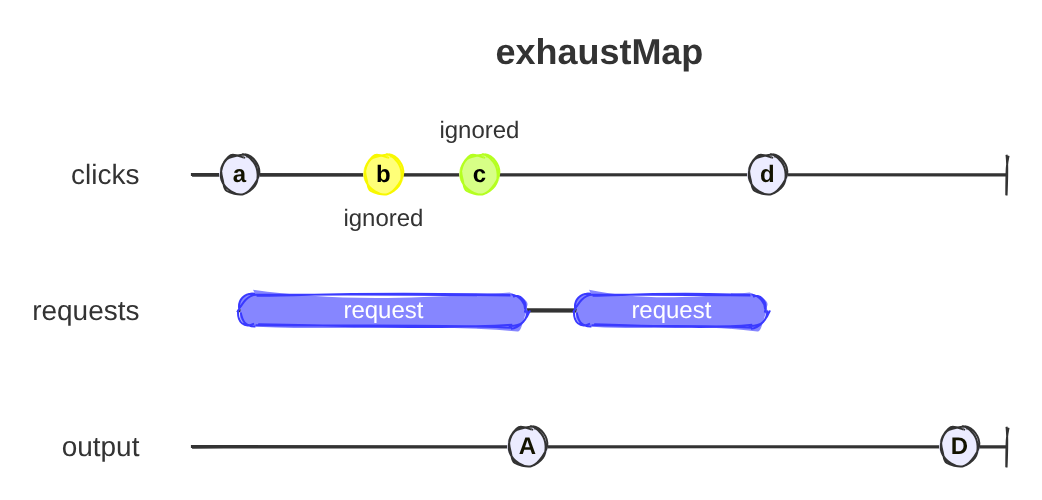 exhaustMap
ignored
clicks
a
b
c
d
ignored
requests
request
request
output
A
D